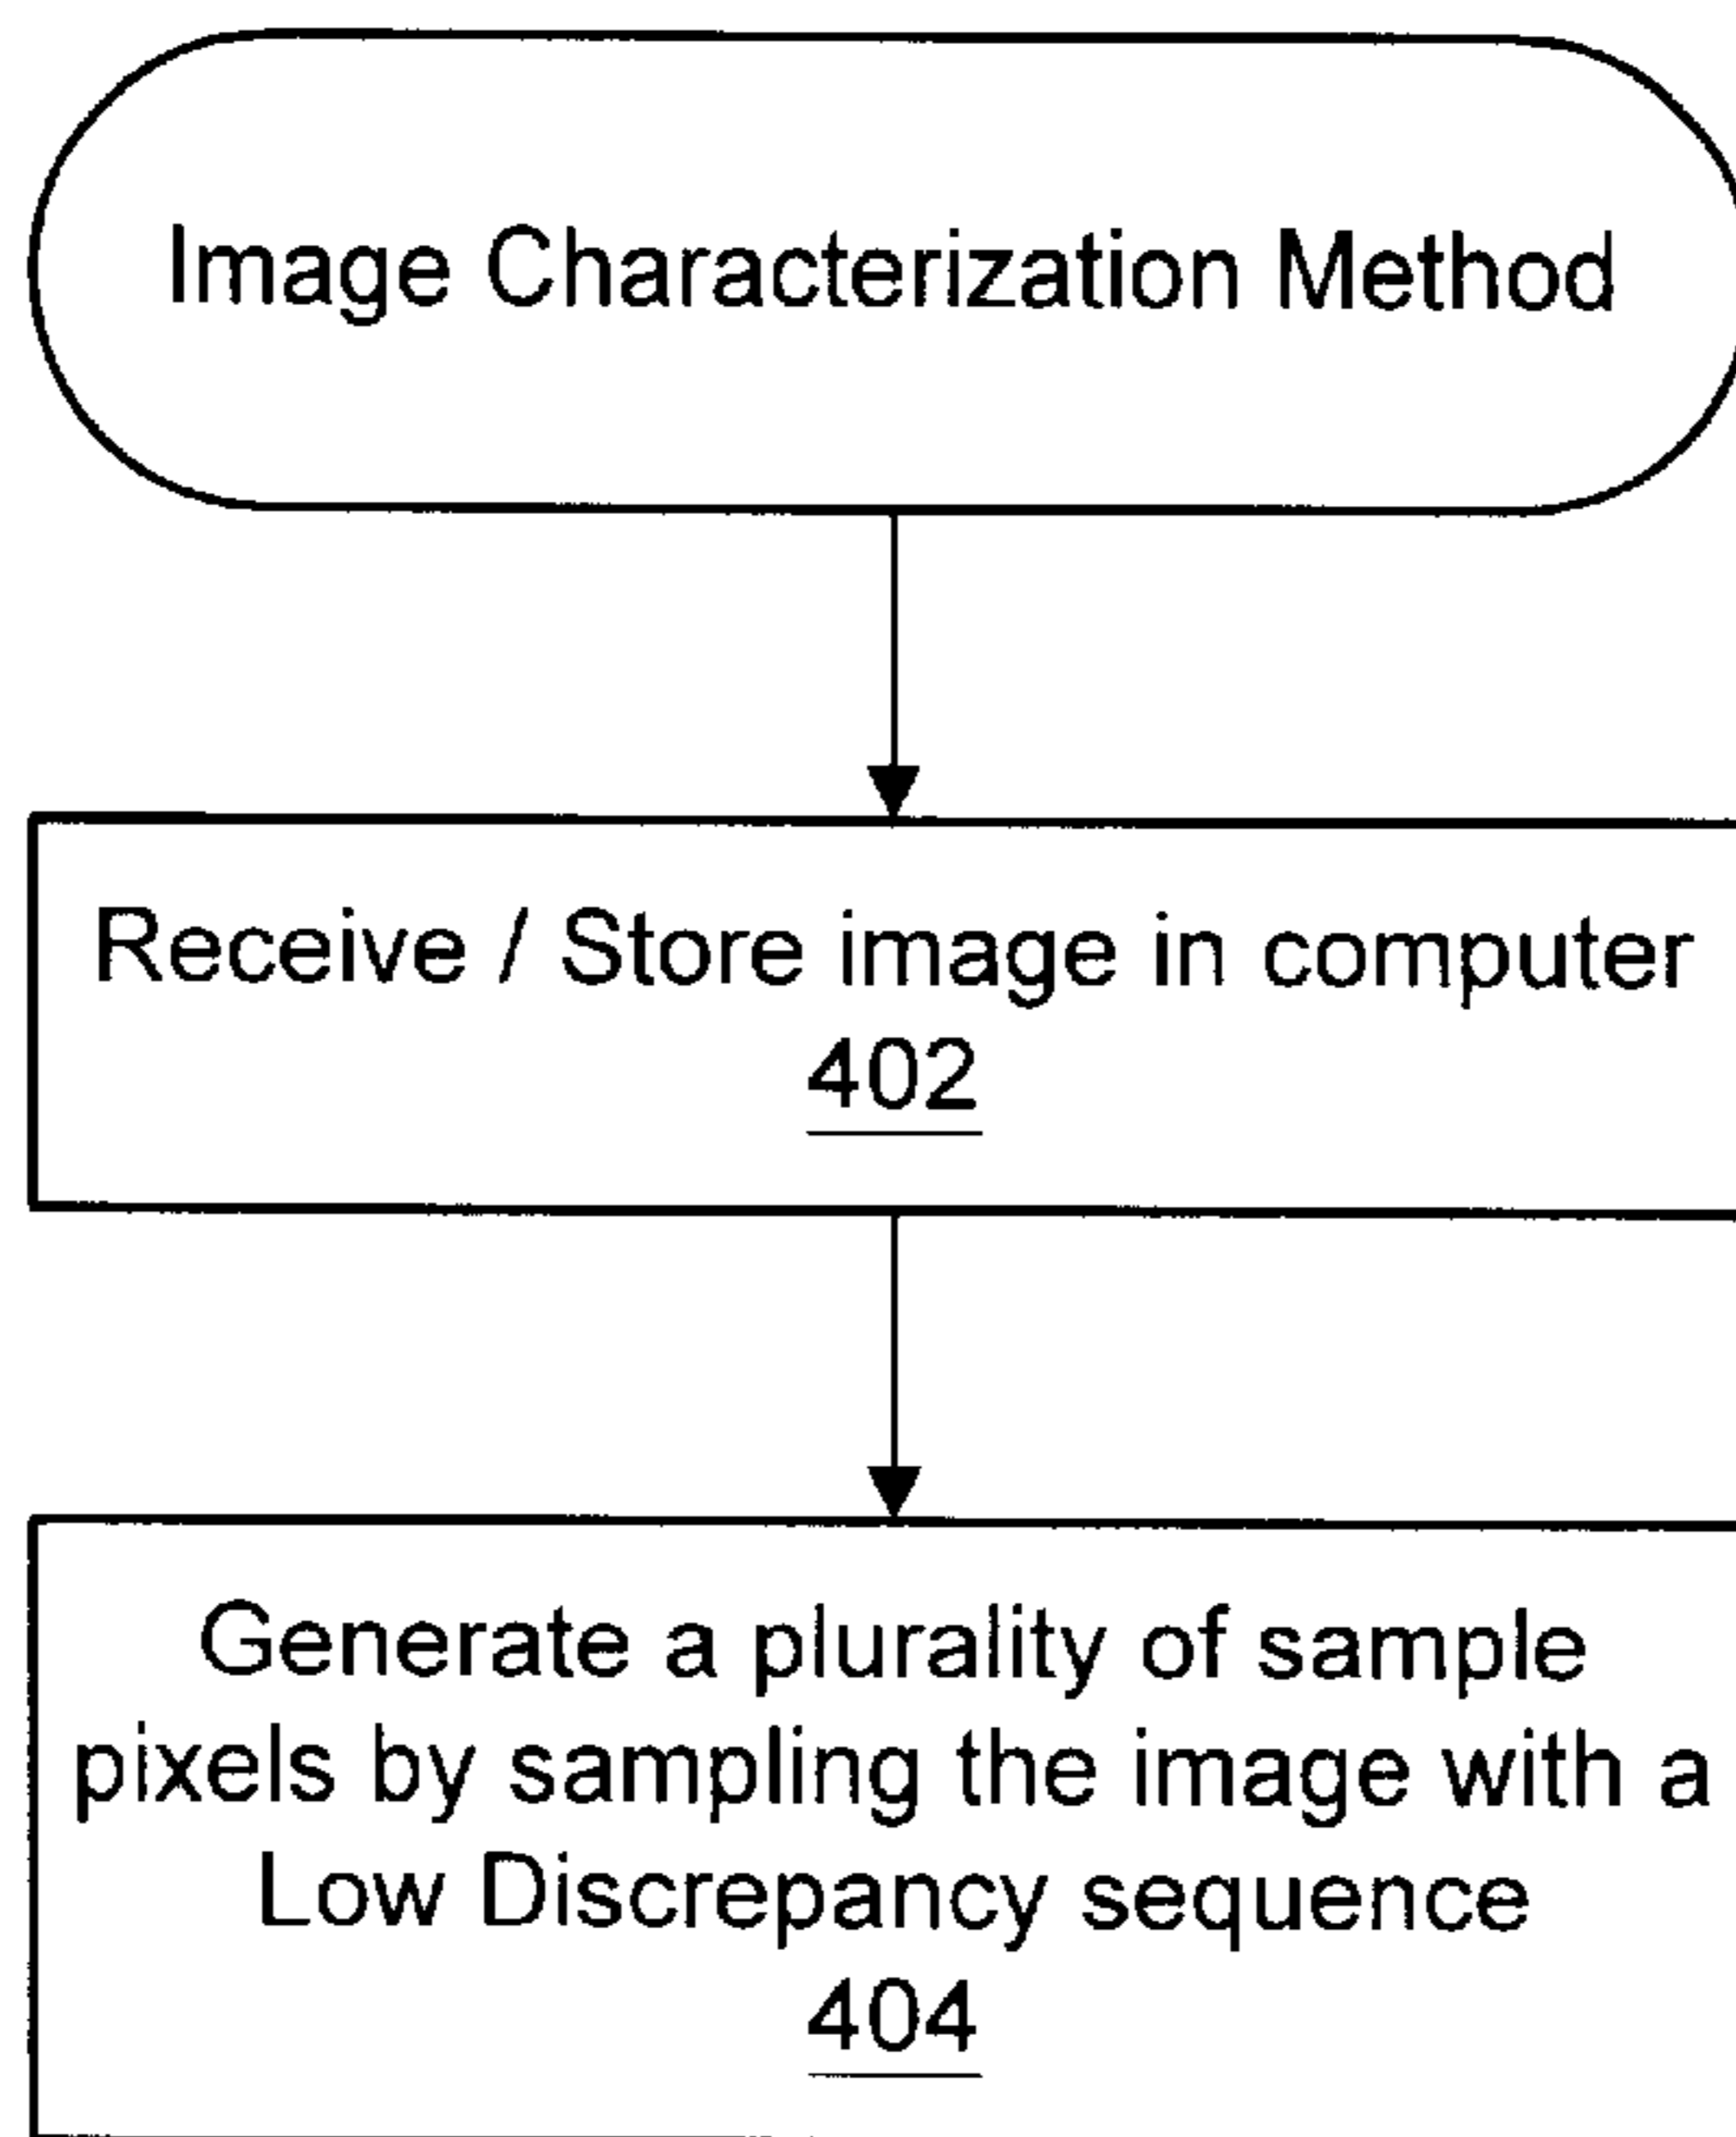 Image Characterization Method
Receive / Store image in computer
402
Generate a plurality of sample
pixels by sampling the image with a
Low Discrepancy sequence
404